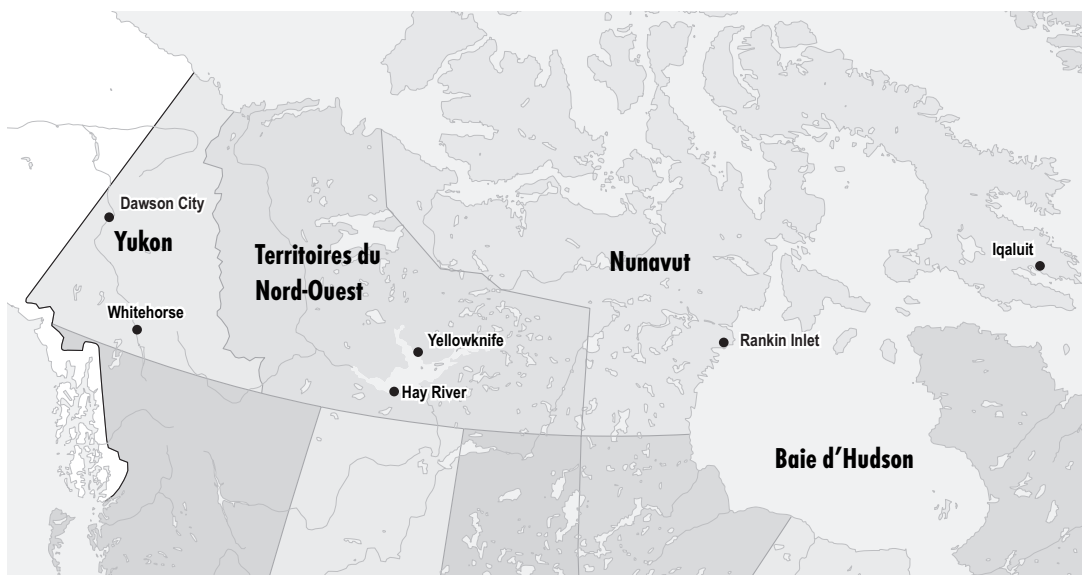 Dawson City
Yukon
Territoires du
Nord-Ouest
Nunavut
Iqaluit
Whitehorse
Yellowknife
Rankin Inlet
Hay River
Baie d'Hudson